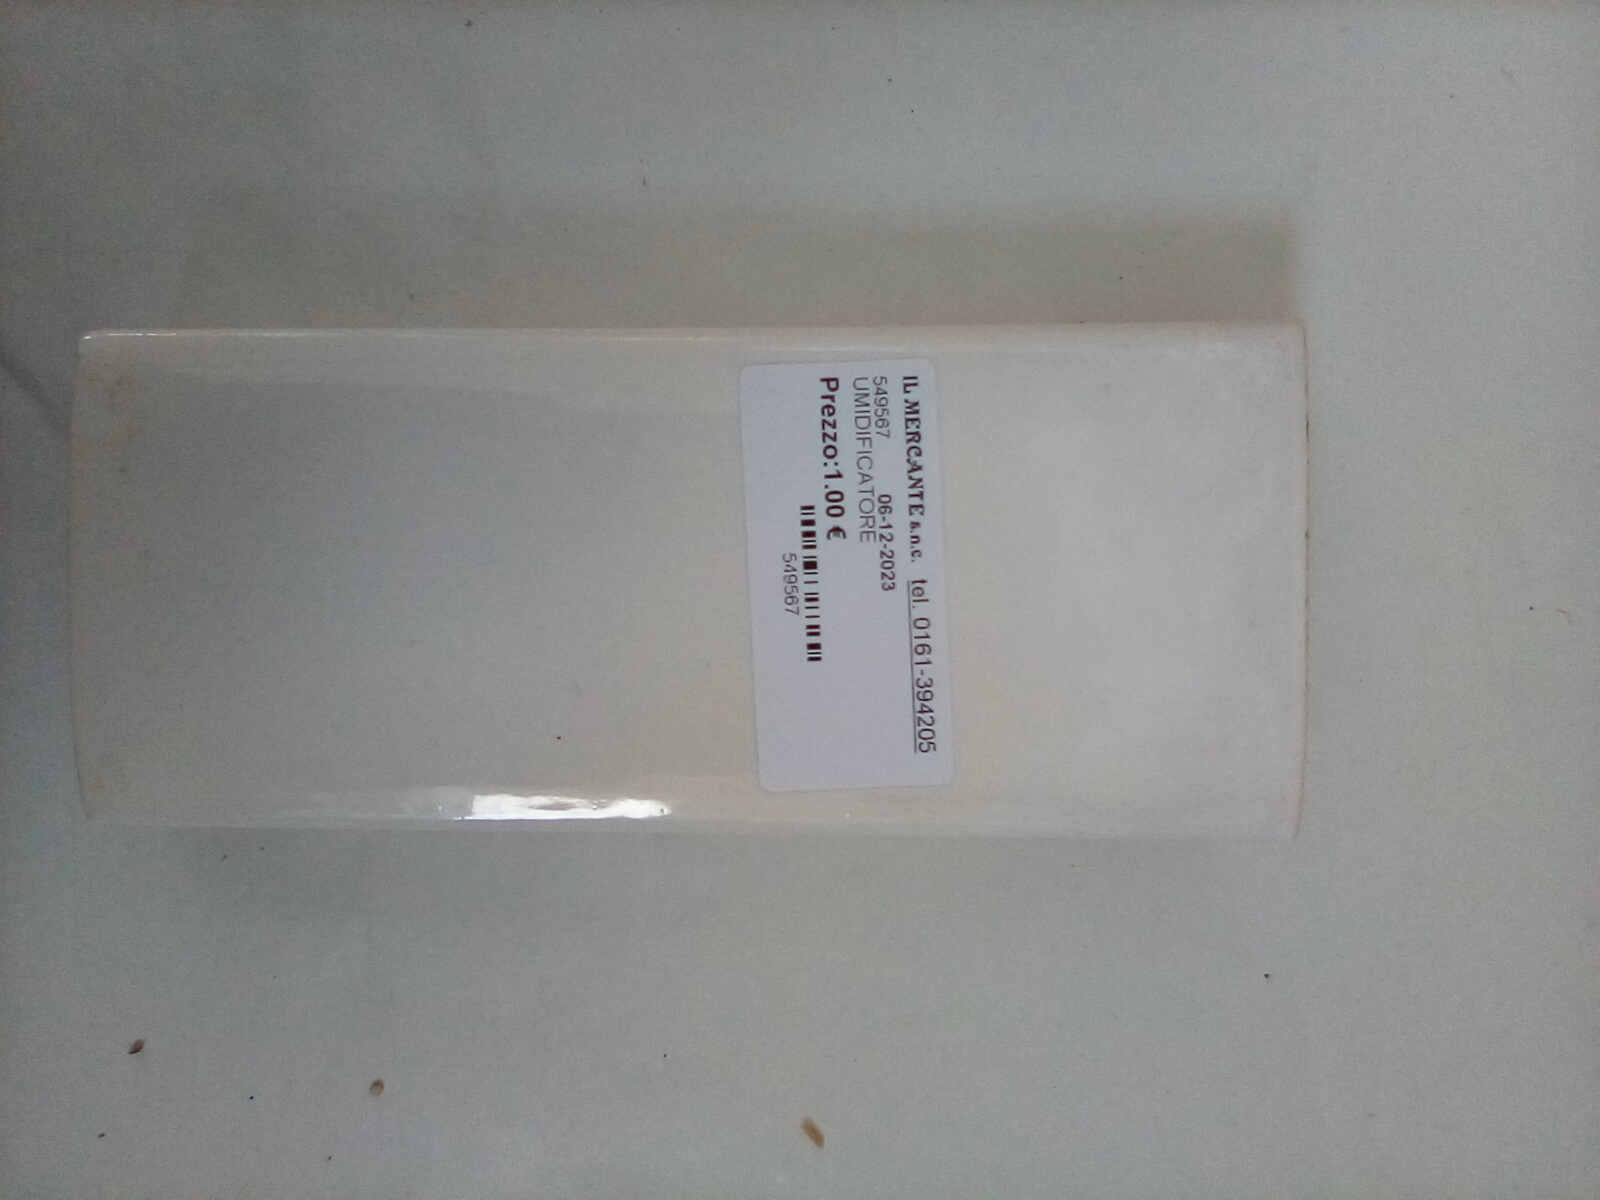 IL MERCANTE s.n.c. tel. 0161-394205
549567 06-12-2023
UMIDIFICATORE
Prezzo:1.00 €
549567